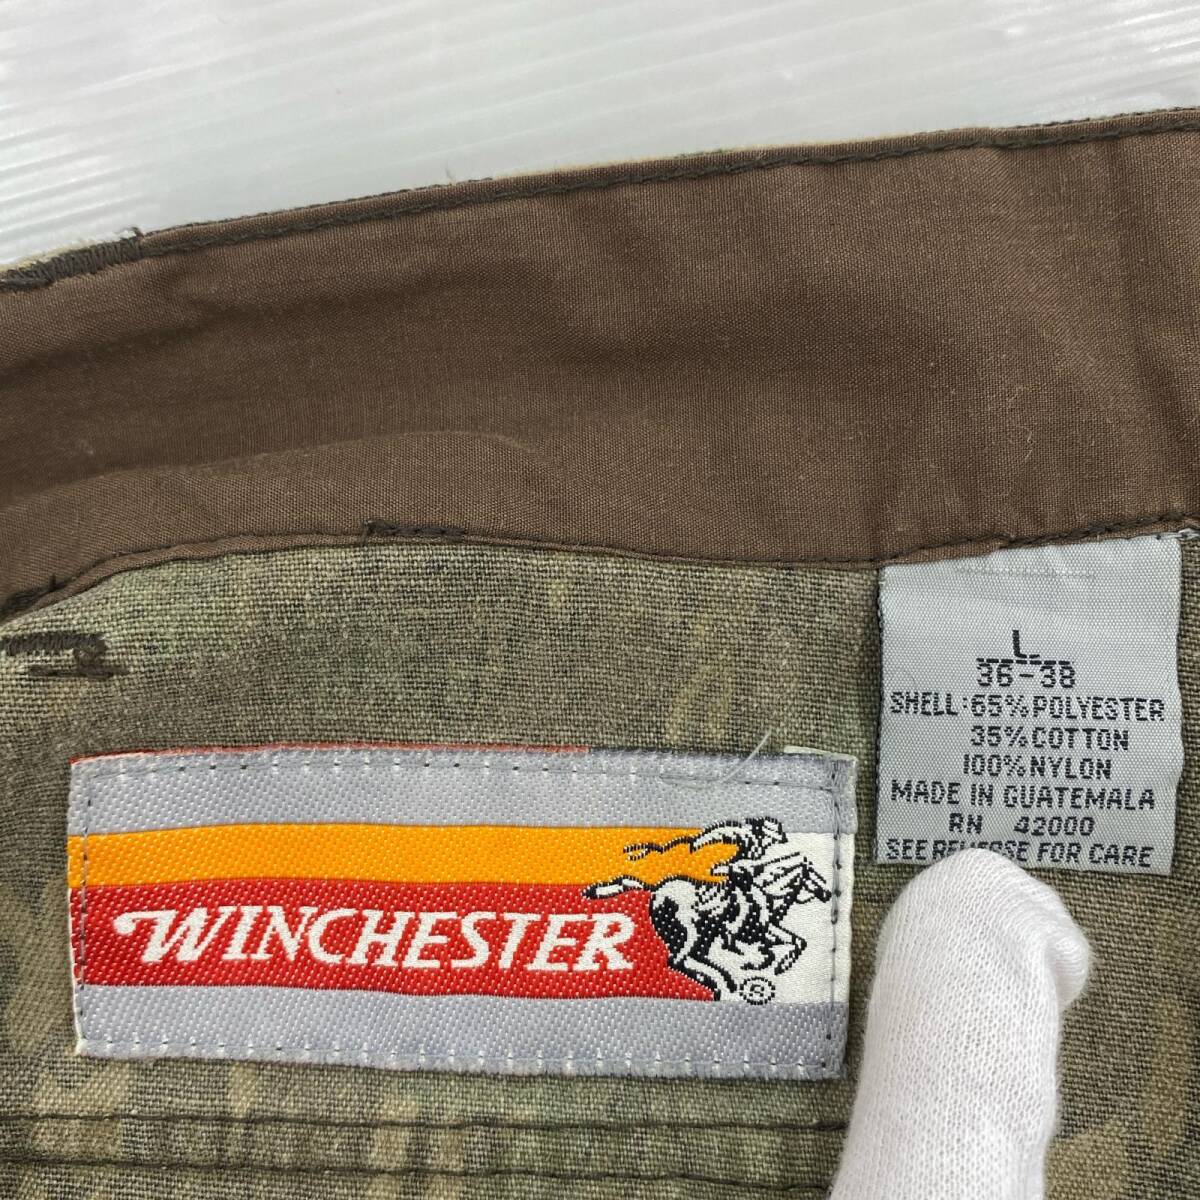 WINCHESTER
®
L
36-38
SHELL:65% POLYESTER
35% COTTON
100% NYLON
MADE IN GUATEMALA
RN 42000
SEE REVERSE FOR CARE